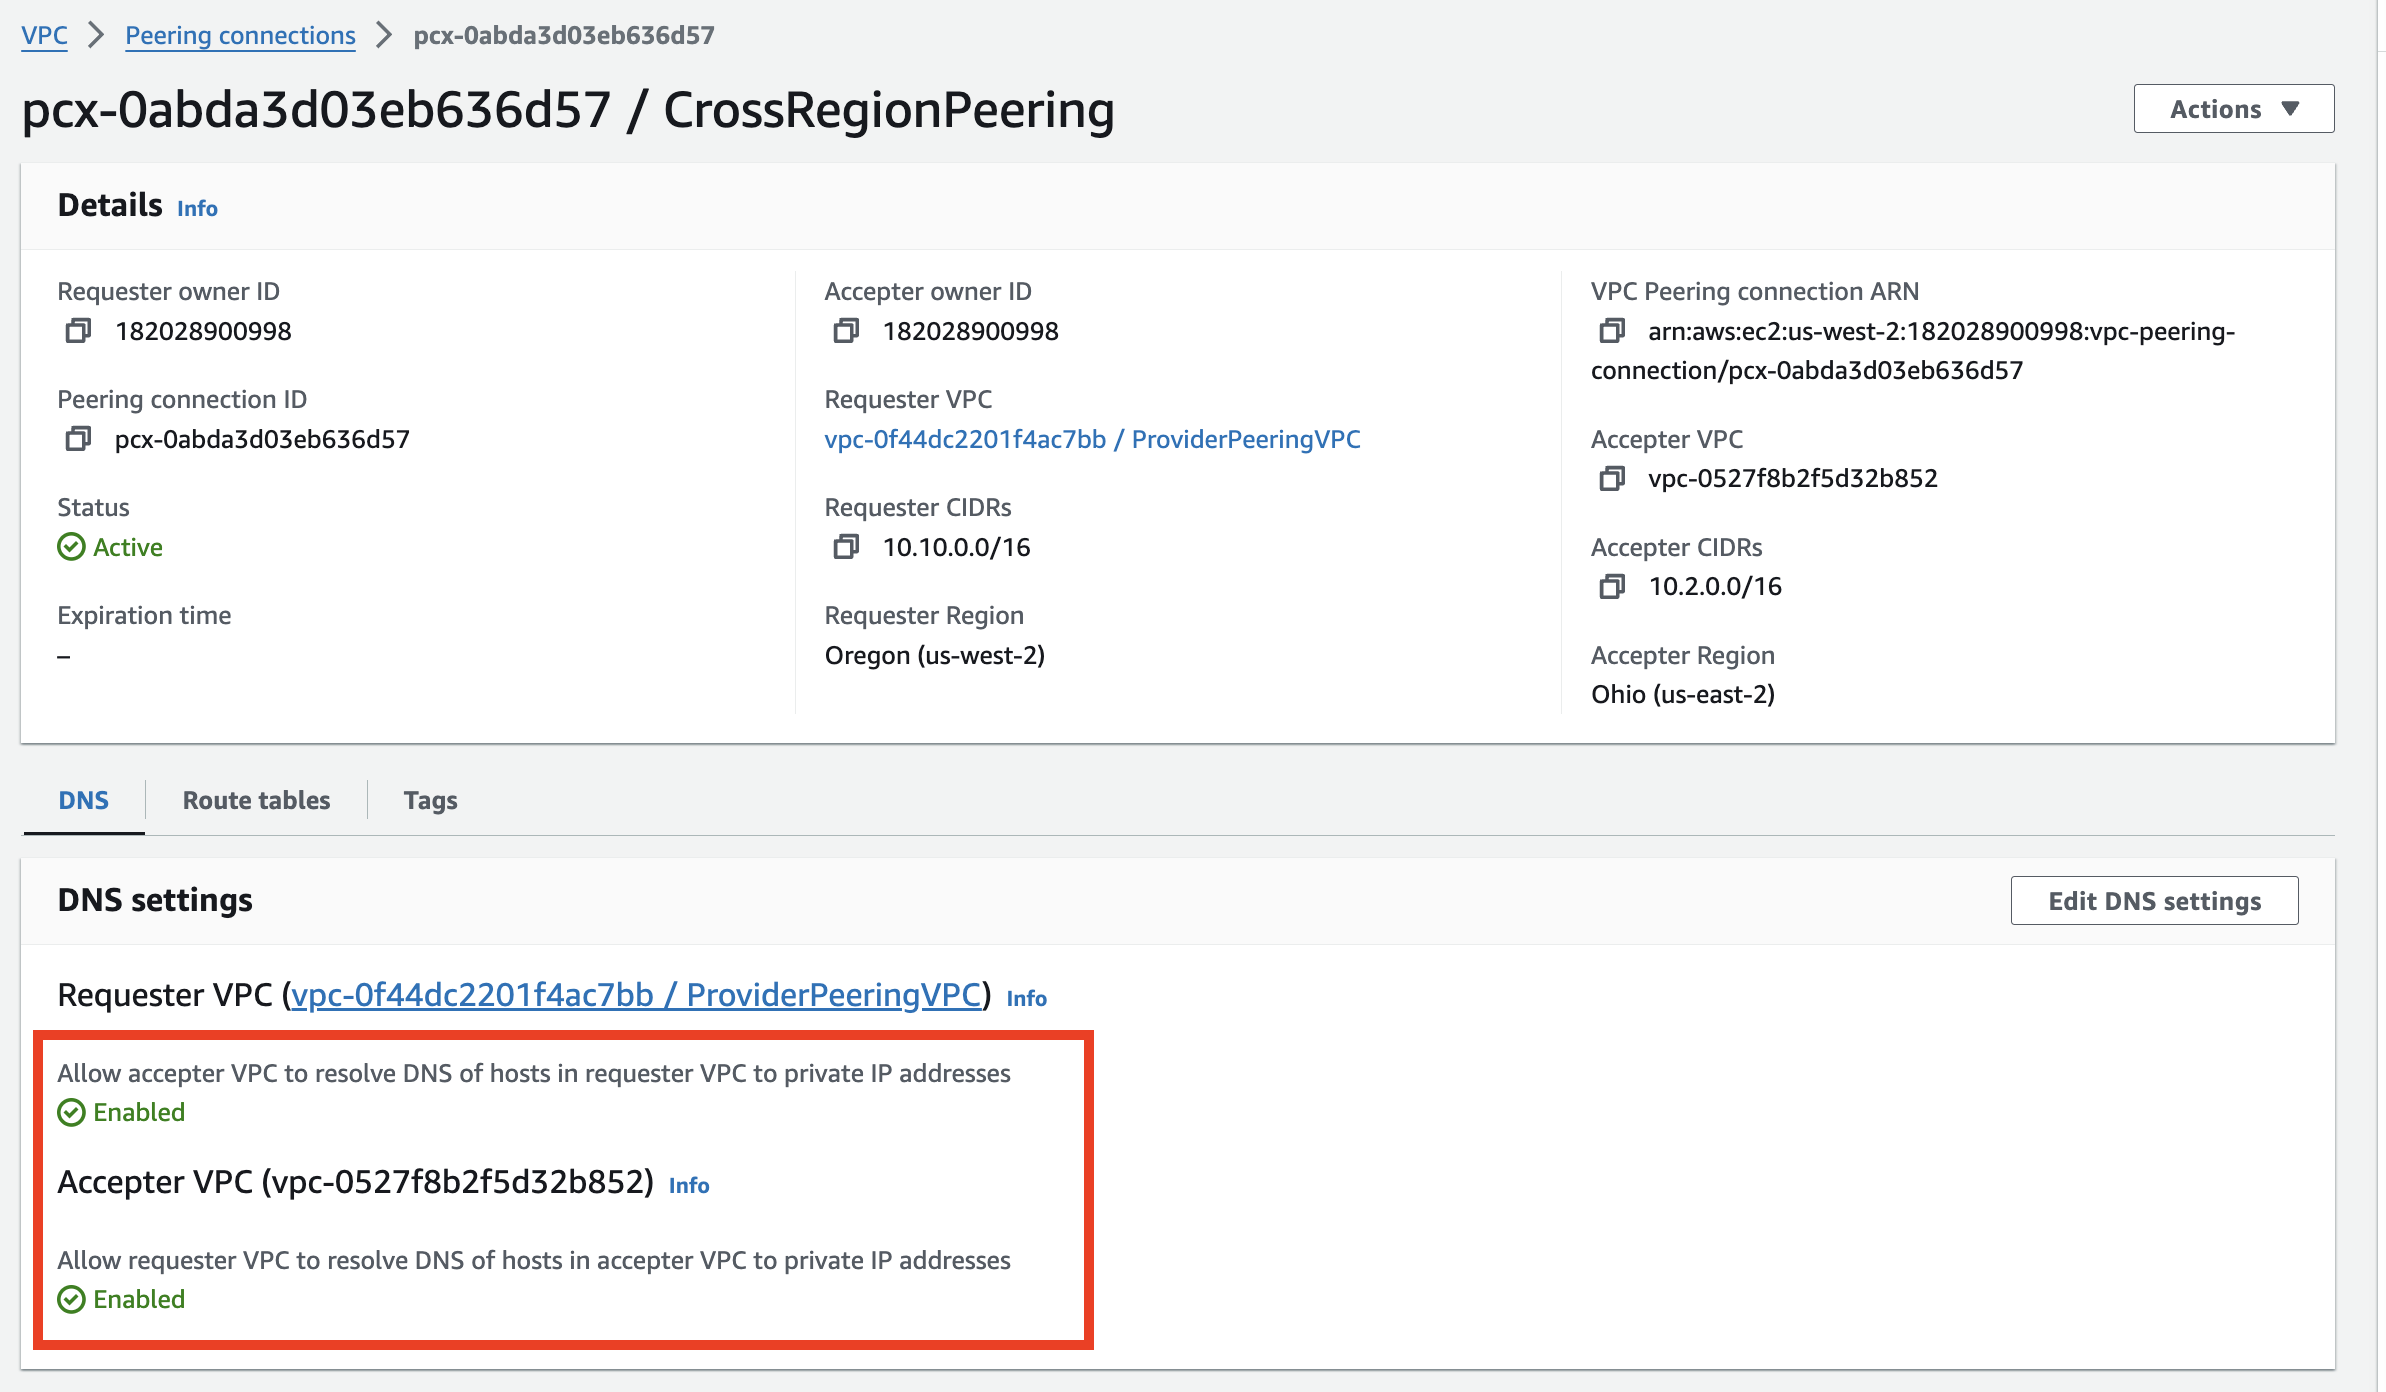 VPC > Peering connections > pcx-0abda3d03eb636d57
pcx-0abda3d03eb636d57 / CrossRegionPeering
Actions ▼
Details Info
Requester owner ID
182028900998
Peering connection ID
pcx-0abda3d03eb636d57
Status
Active
Expiration time
–
Accepter owner ID
182028900998
Requester VPC
vpc-0f44dc2201f4ac7bb / ProviderPeeringVPC
Requester CIDRs
10.10.0.0/16
Requester Region
Oregon (us-west-2)
VPC Peering connection ARN
arn:aws:ec2:us-west-2:182028900998:vpc-peering-
connection/pcx-0abda3d03eb636d57
Accepter VPC
vpc-0527f8b2f5d32b852
Accepter CIDRs
10.2.0.0/16
Accepter Region
Ohio (us-east-2)
DNS
Route tables
Tags
DNS settings
Edit DNS settings
Requester VPC (vpc-0f44dc2201f4ac7bb / ProviderPeeringVPC) Info
Allow accepter VPC to resolve DNS of hosts in requester VPC to private IP addresses
Enabled
Accepter VPC (vpc-0527f8b2f5d32b852) Info
Allow requester VPC to resolve DNS of hosts in accepter VPC to private IP addresses
Enabled